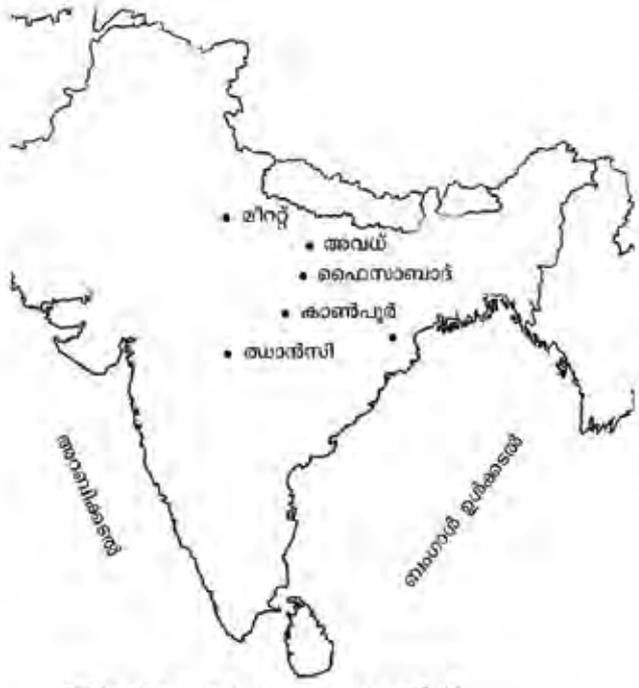 മീററ്റ്
അവധ്
ഫൈസാബാദ്
കാൺപൂർ
ഝാൻസി
അറബിക്കടൽ
ബംഗാൾ ഉൾക്കടൽ